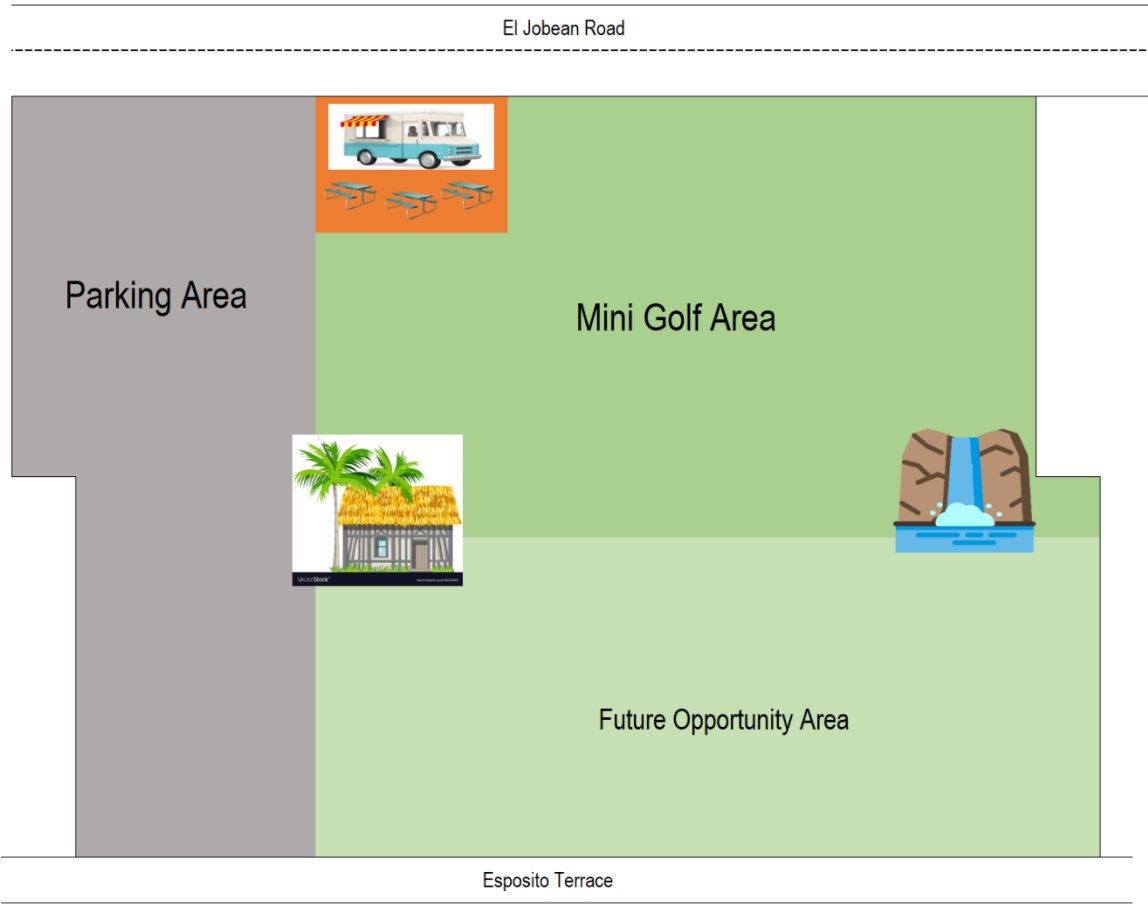 El Jobean Road
Parking Area
Mini Golf Area
VectorStock®
Future Opportunity Area
Esposito Terrace